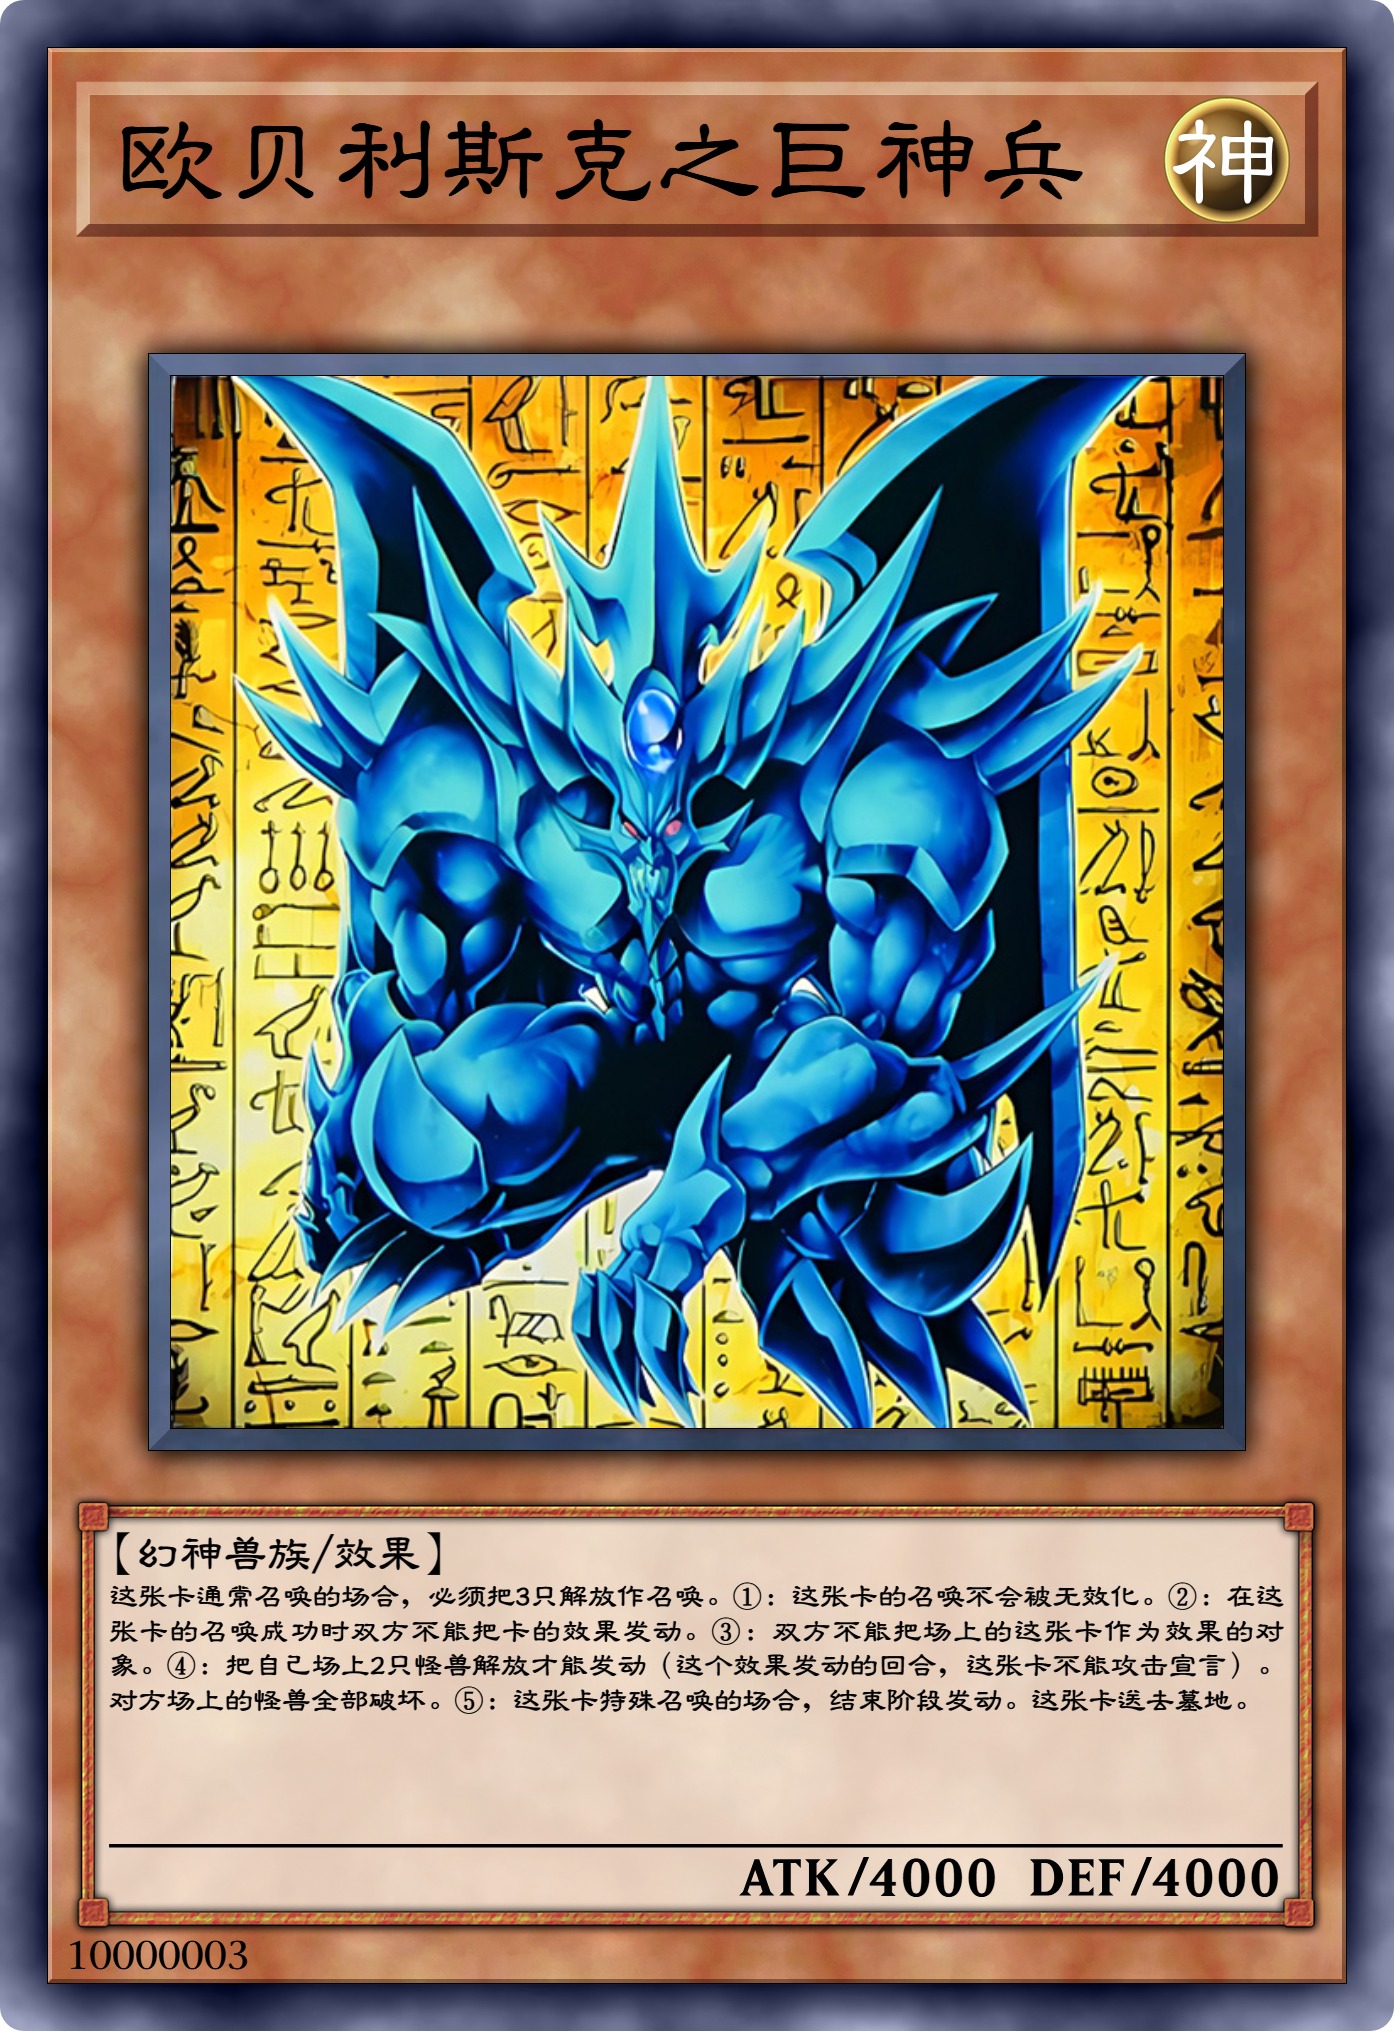 欧贝利斯克之巨神兵
神
【幻神兽族/效果】
这张卡通常召唤的场合，必须把3只解放作召唤。①：这张卡的召唤不会被无效化。②：在这
张卡的召唤成功时双方不能把卡的效果发动。③：双方不能把场上的这张卡作为效果的对
象。④：把自己场上2只怪兽解放才能发动（这个效果发动的回合，这张卡不能攻击宣言）。
对方场上的怪兽全部破坏。⑤：这张卡特殊召唤的场合，结束阶段发动。这张卡送去墓地。
ATK/4000 DEF/4000
10000003